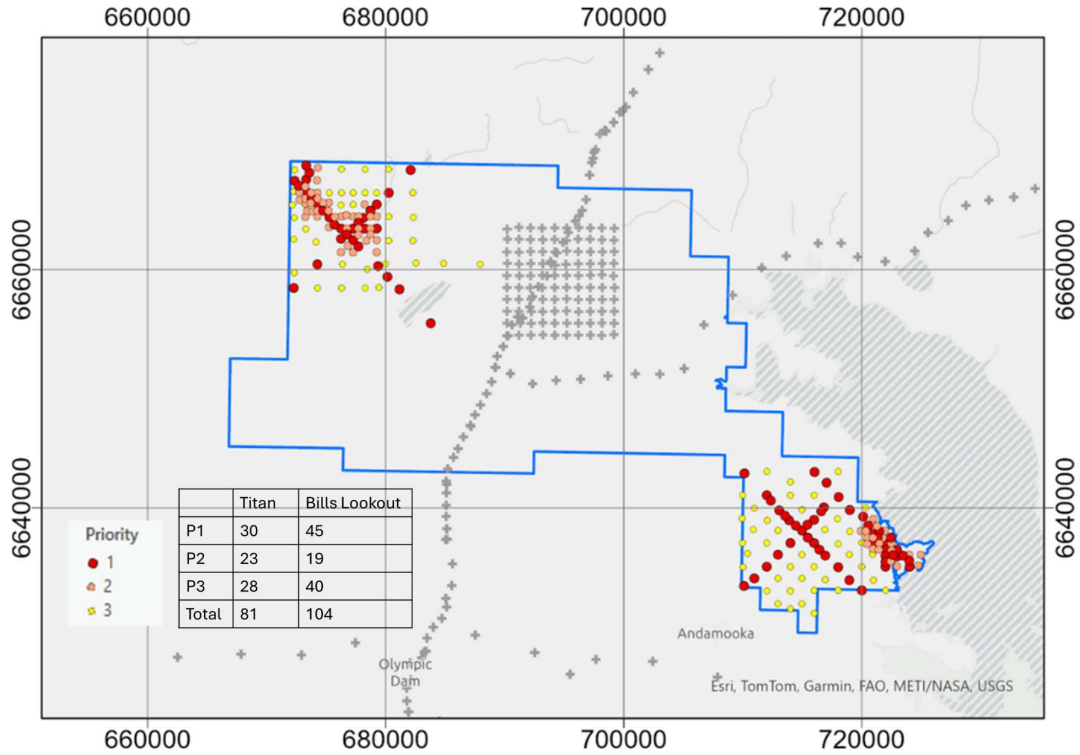 660000 680000 700000 720000
6660000 6660000
6640000 6640000
Titan Bills Lookout
P1 30 45
P2 23 19
P3 28 40
Total 81 104
Priority
1
2
3
Andamooka
Olympic
Dam
Esri, TomTom, Garmin, FAO, METI/NASA, USGS
660000 680000 700000 720000